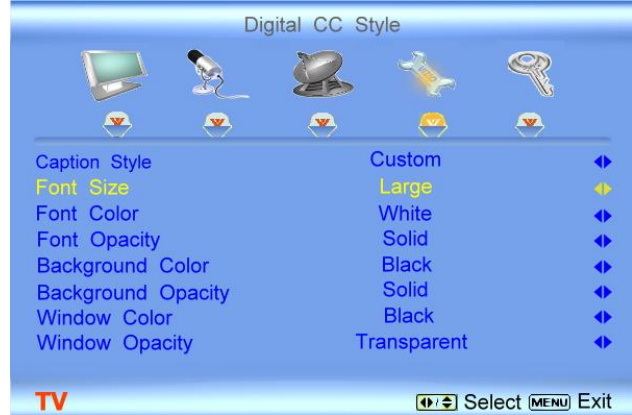 Digital CC Style
Caption Style Custom
Font Size Large
Font Color White
Font Opacity Solid
Background Color Black
Background Opacity Solid
Window Color Black
Window Opacity Transparent
TV Select MENU Exit